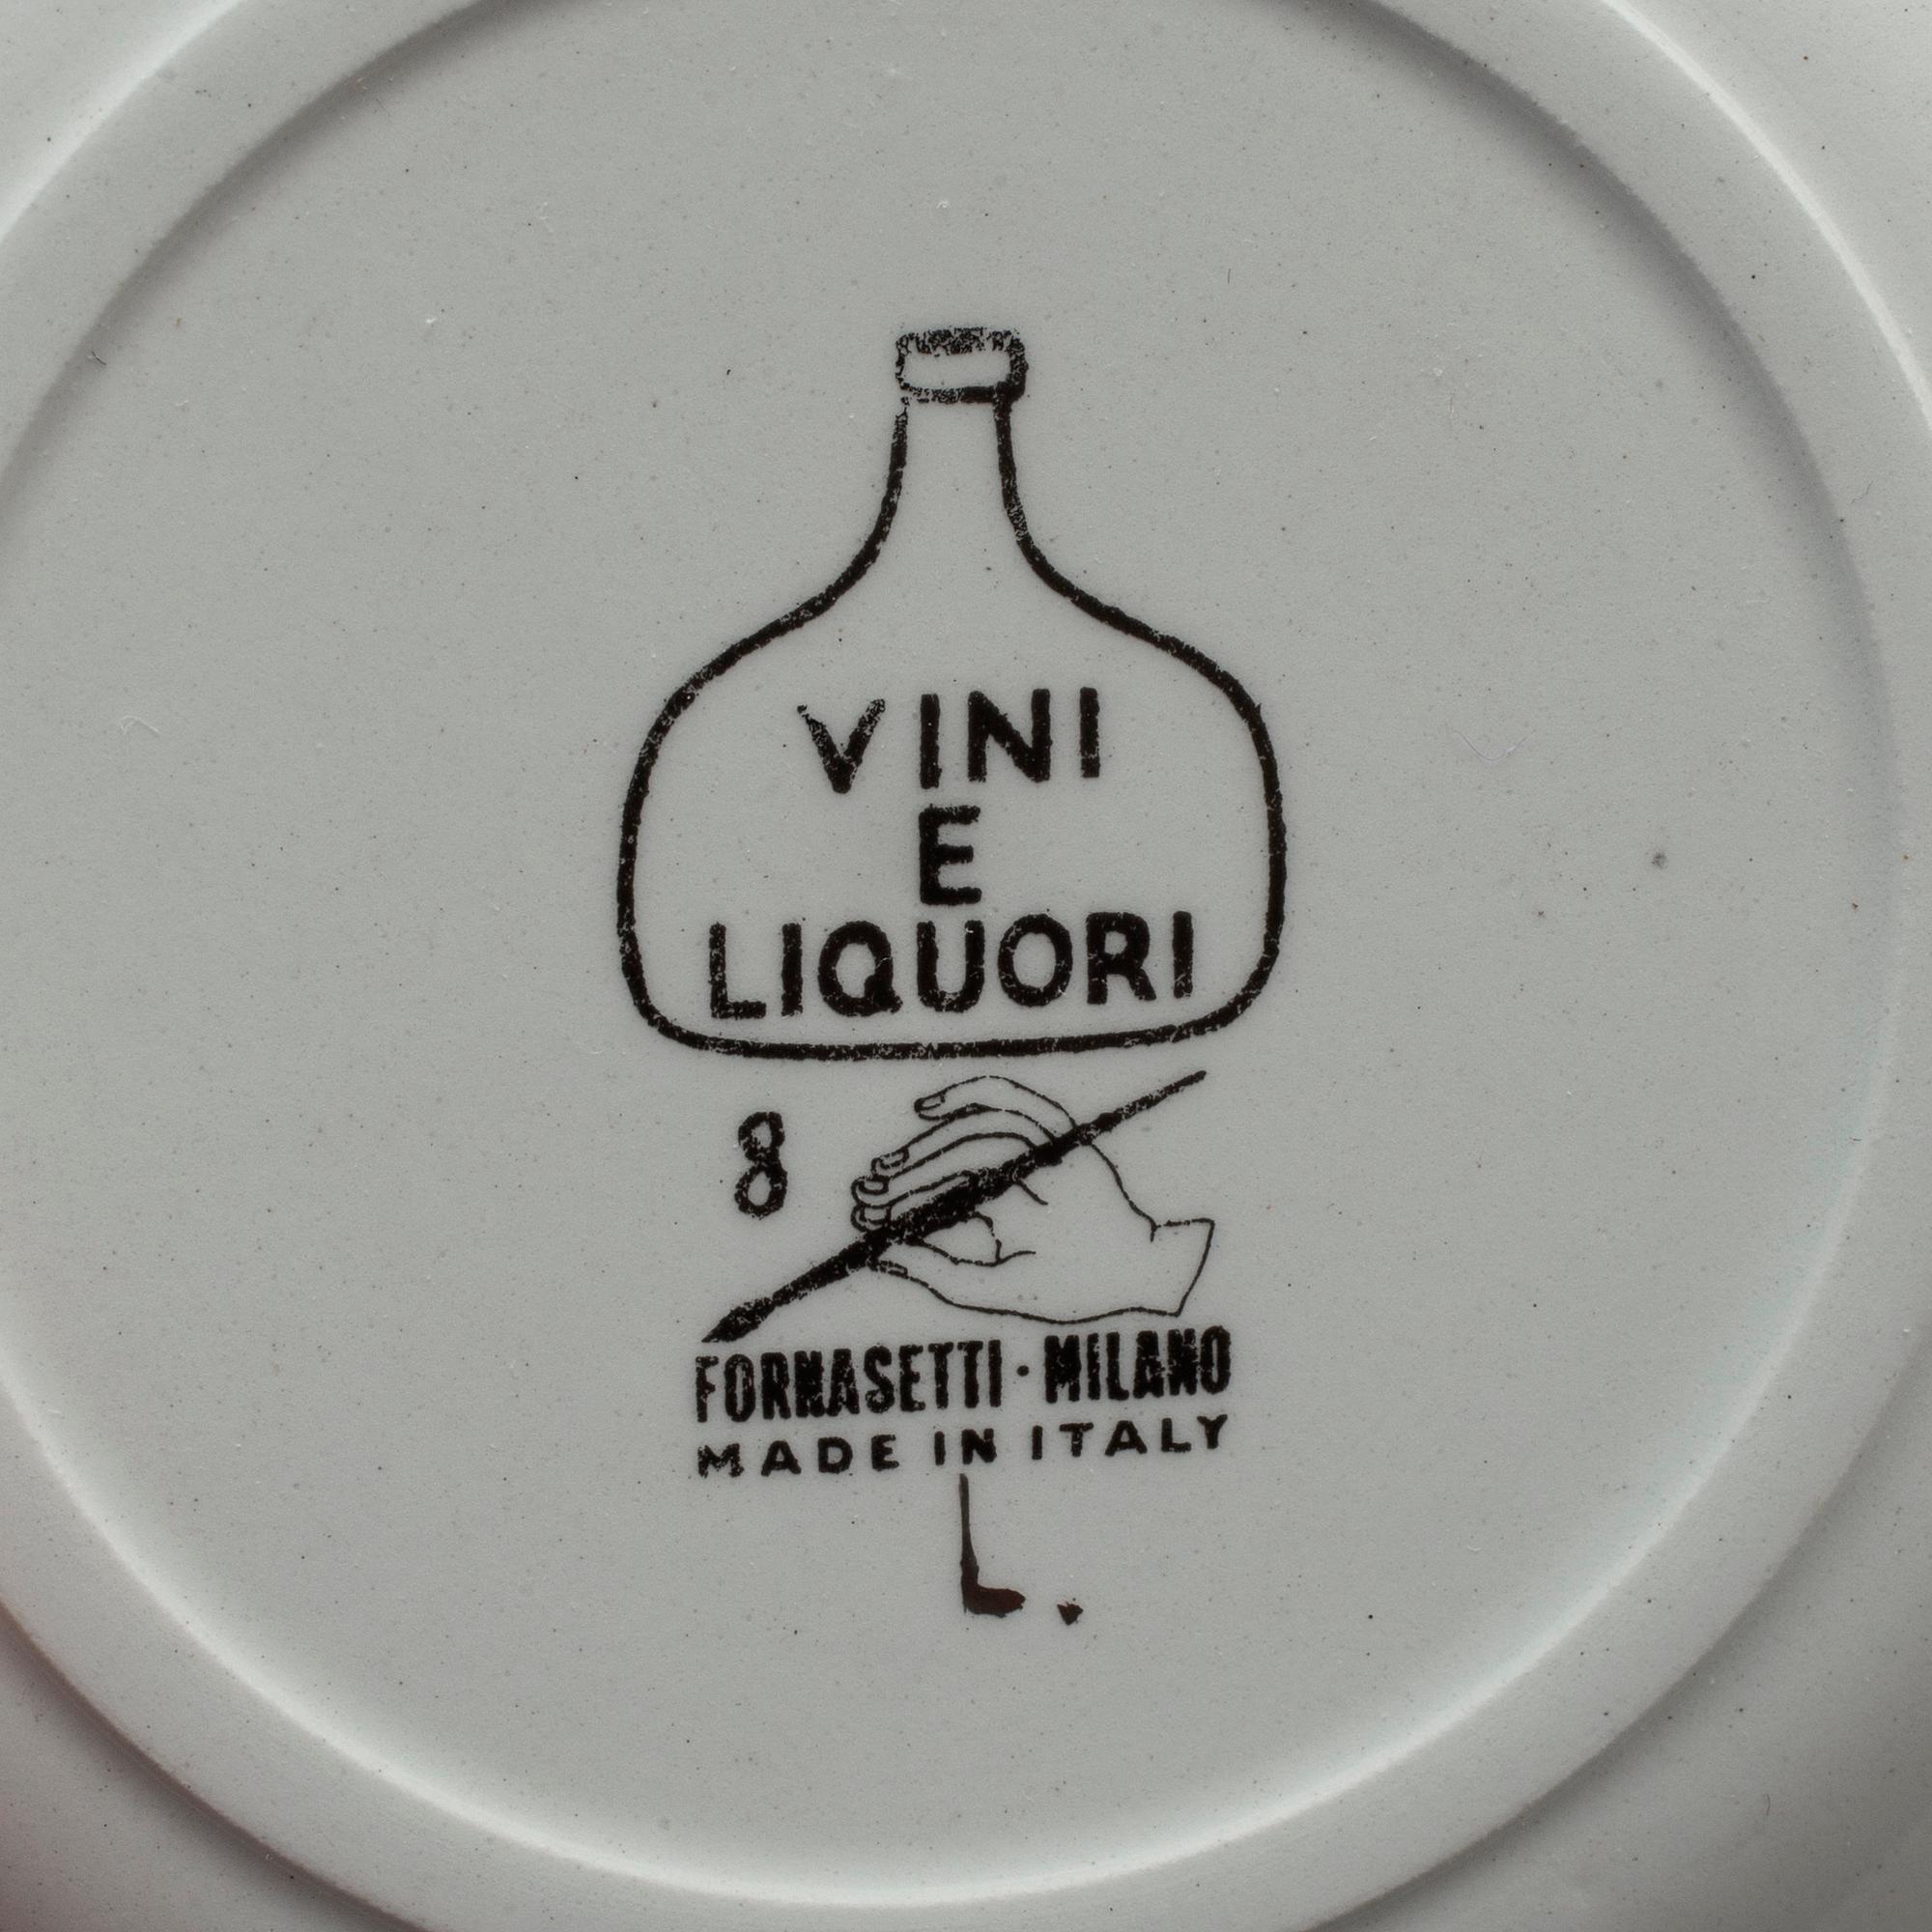 VINI
E
LIQUORI
8
FORNASETTI · MILANO
MADE IN ITALY
L.